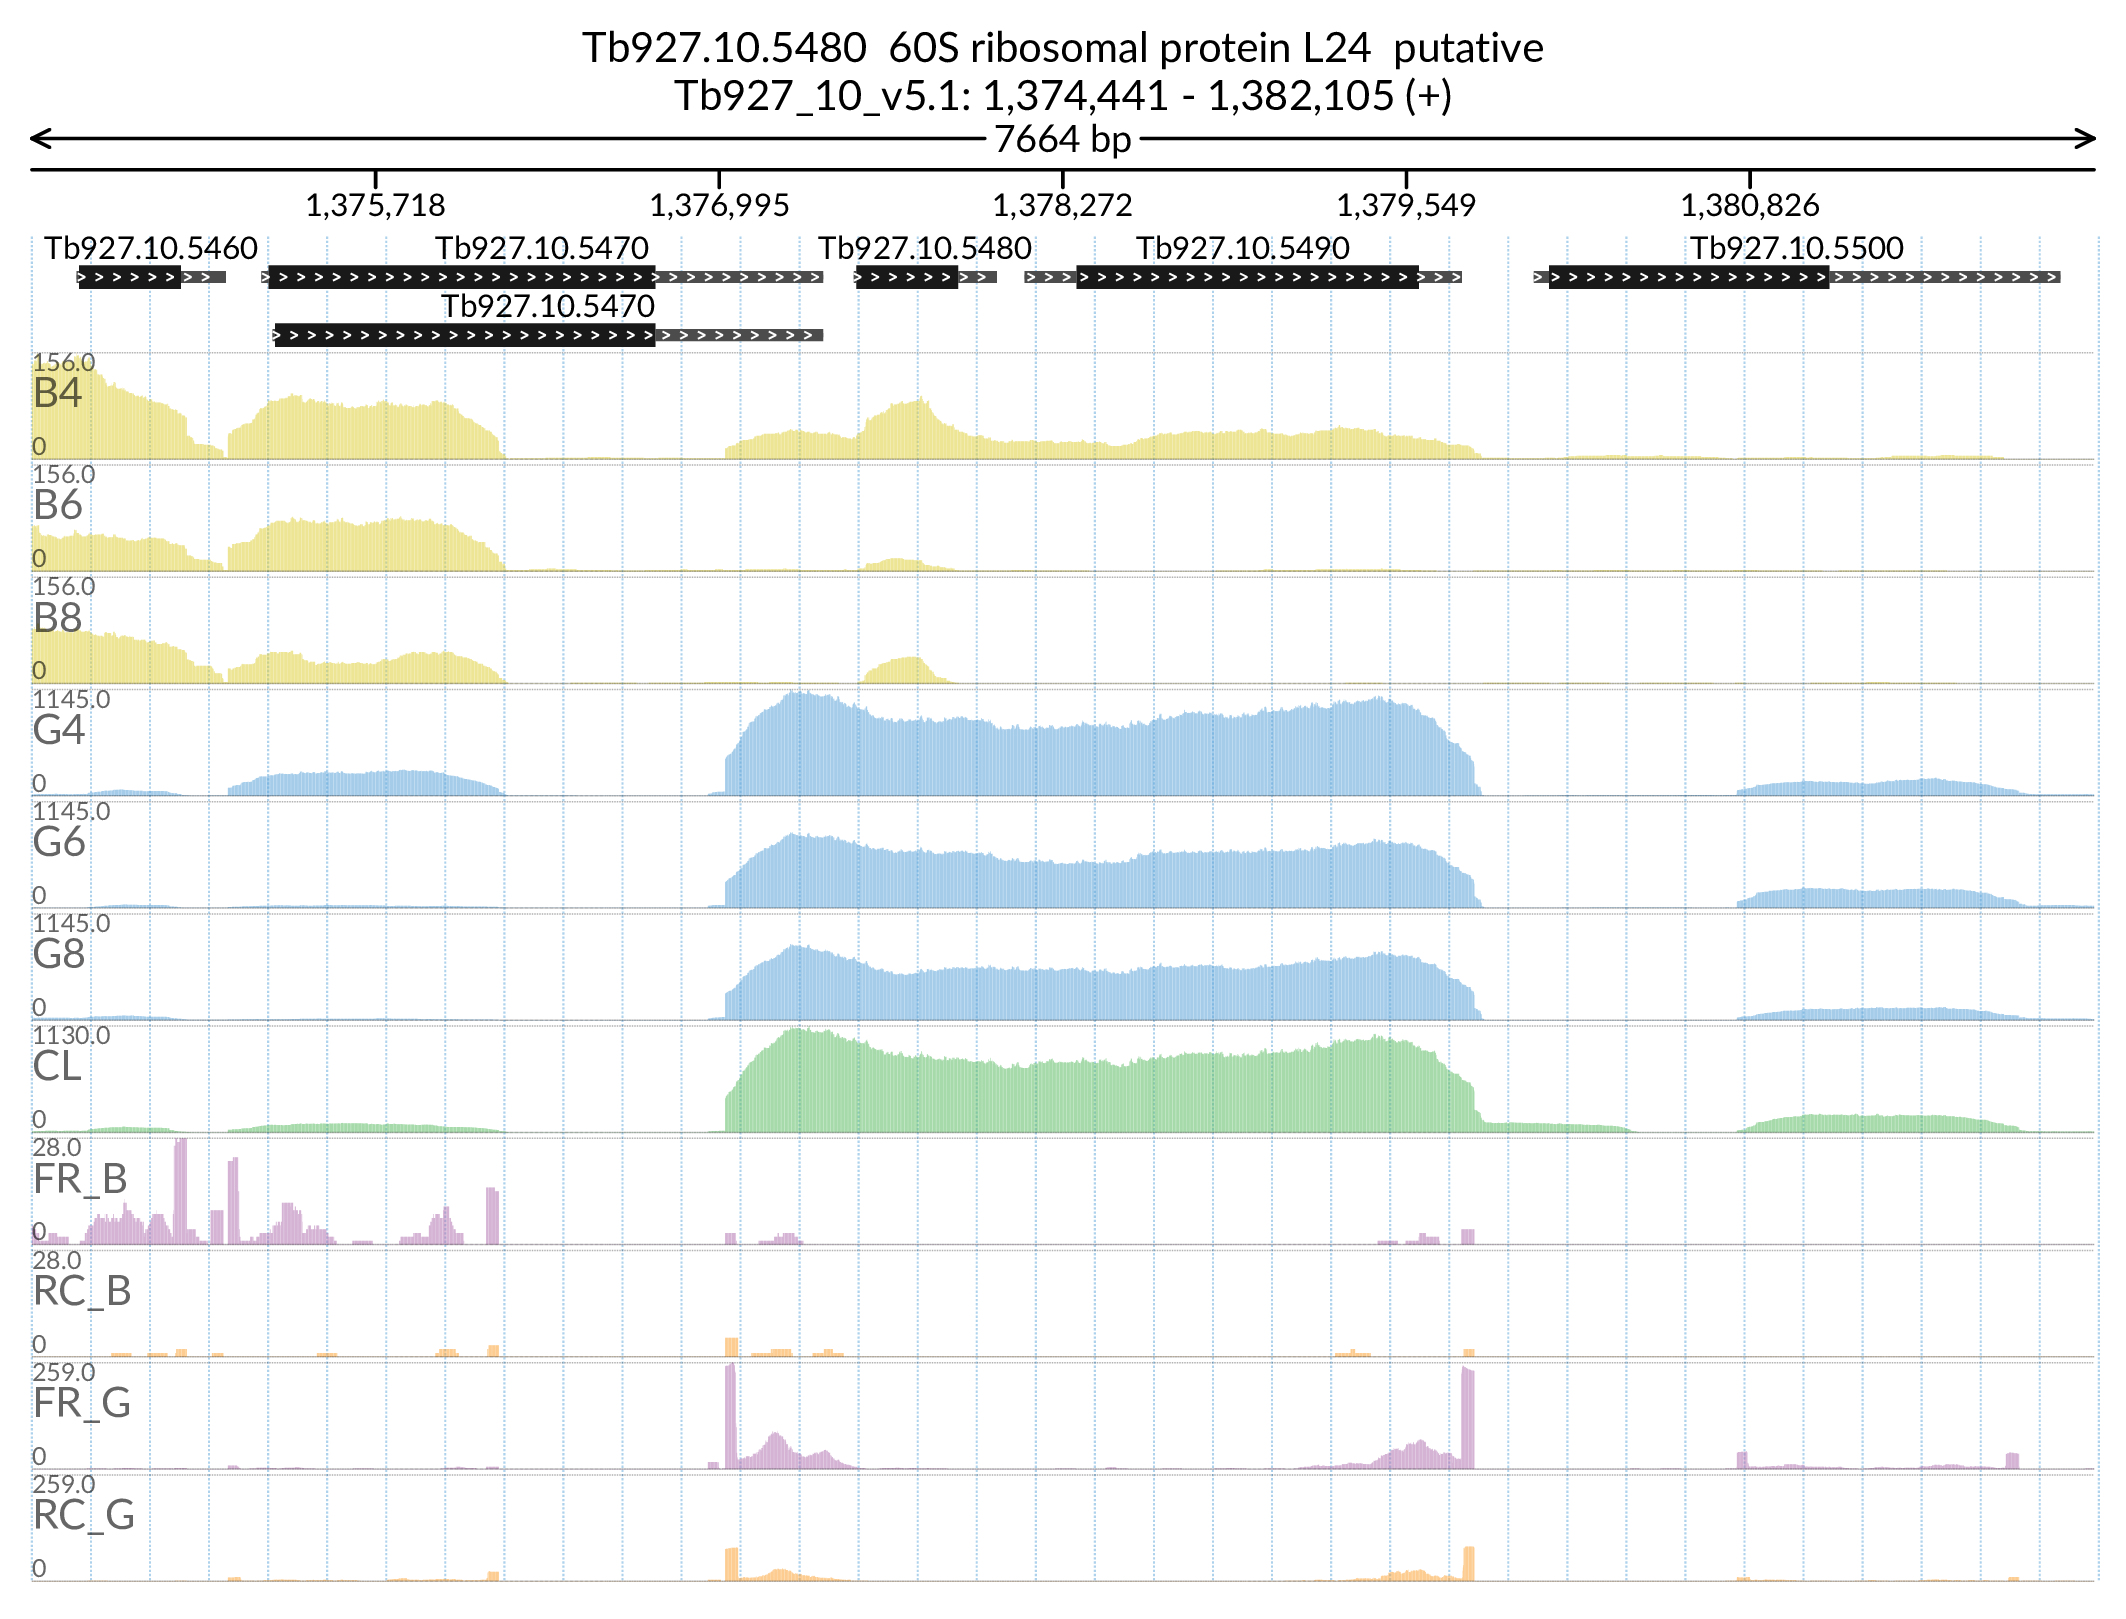 Tb927.10.5480 60S ribosomal protein L24 putative
Tb927_10_v5.1: 1,374,441 - 1,382,105 (+)
7664 bp
1,375,718 1,376,995 1,378,272 1,379,549 1,380,826
Tb927.10.5460 Tb927.10.5470 Tb927.10.5480 Tb927.10.5490 Tb927.10.5500
Tb927.10.5470
156.0
B4
0
156.0
B6
0
156.0
B8
0
1145.0
G4
0
1145.0
G6
0
1145.0
G8
0
1130.0
CL
0
28.0
FR_B
0
28.0
RC_B
0
259.0
FR_G
0
259.0
RC_G
0